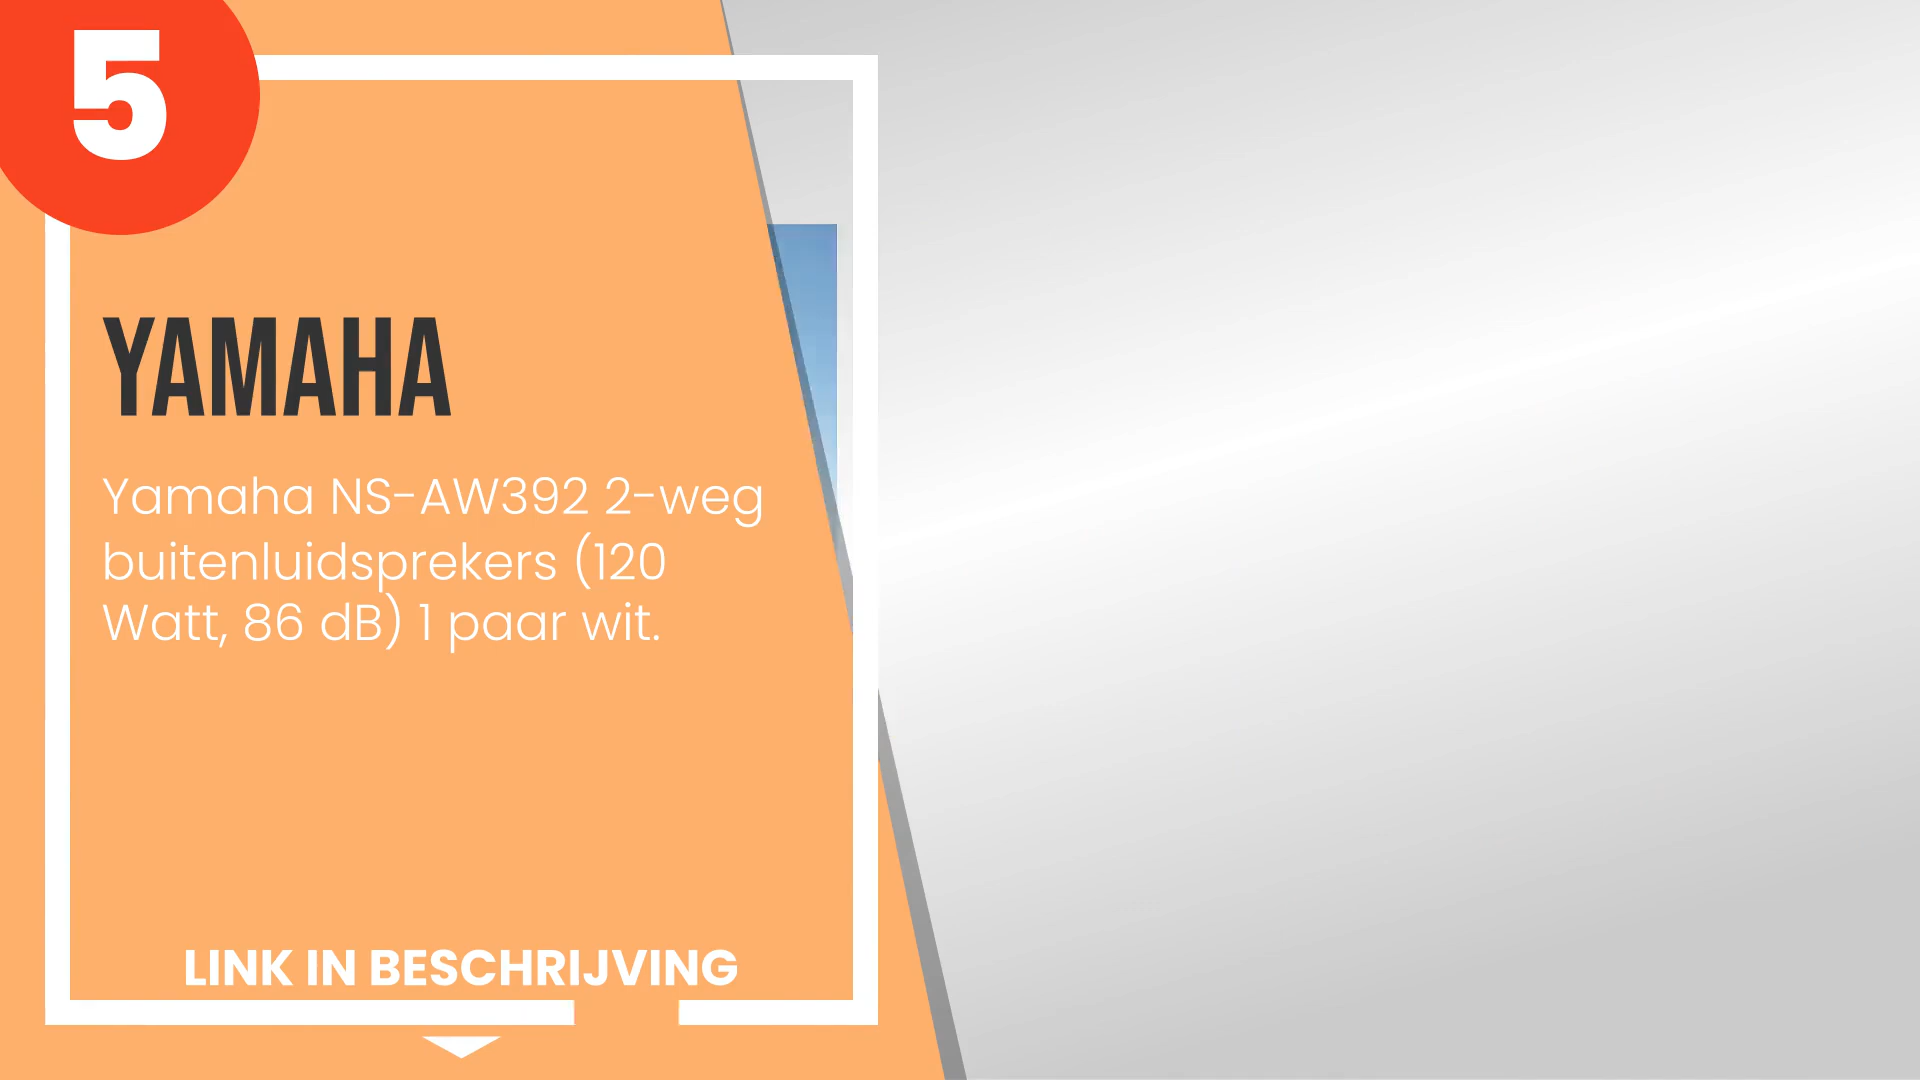 5
YAMAHA
Yamaha NS-AW392 2-weg
buitenluidsprekers (120
Watt, 86 dB) 1 paar wit.
LINK IN BESCHRIJVING